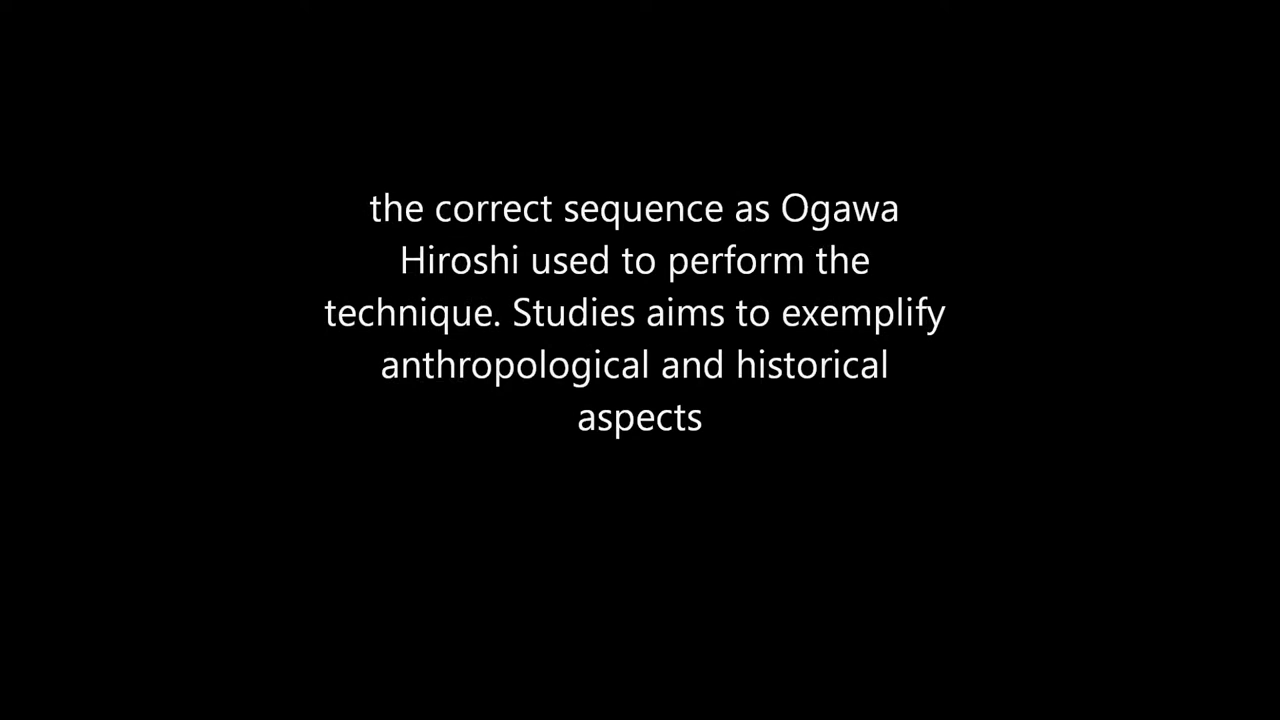 the correct sequence as Ogawa
Hiroshi used to perform the
technique. Studies aims to exemplify
anthropological and historical
aspects